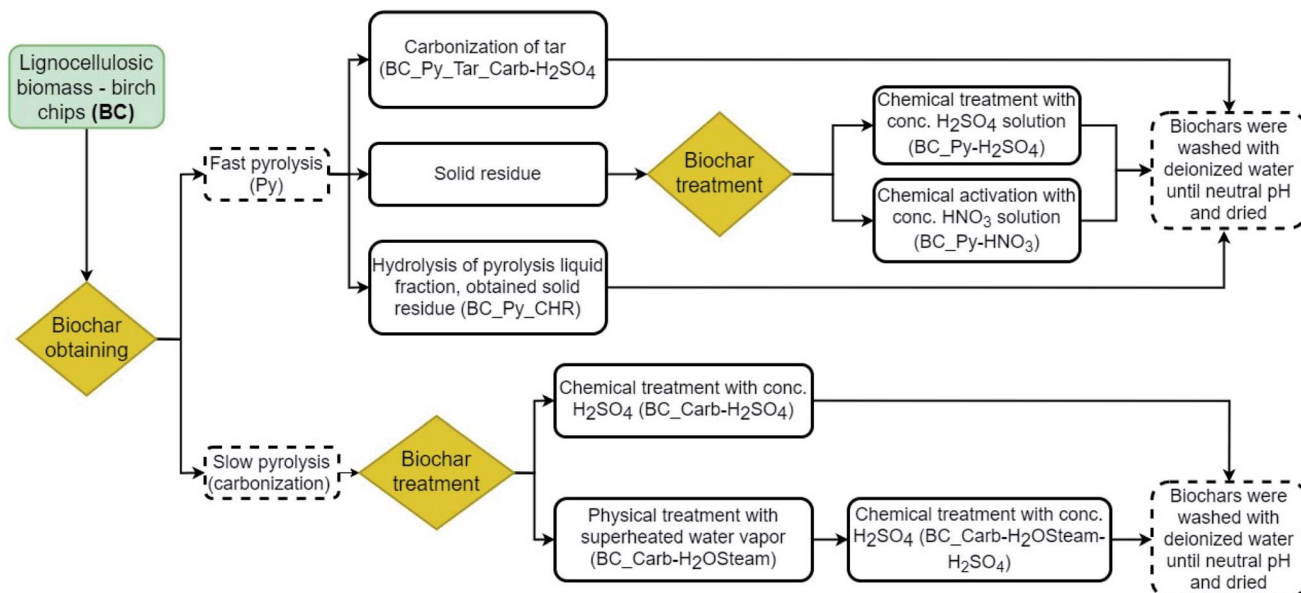 Lignocellulosic
biomass - birch
chips (BC)
Biochar
obtaining
Fast pyrolysis
(Py)
Carbonization of tar
(BC_Py_Tar_Carb-H2SO4
Solid residue
Hydrolysis of pyrolysis liquid
fraction, obtained solid
residue (BC_Py_CHR)
Biochar
treatment
Chemical treatment with
conc. H2SO4 solution
(BC_Py-H2SO4)
Chemical activation with
conc. HNO3 solution
(BC_Py-HNO3)
Biochars were
washed with
deionized water
until neutral pH
and dried
Slow pyrolysis
(carbonization)
Biochar
treatment
Chemical treatment with conc.
H2SO4 (BC_Carb-H2SO4)
Physical treatment with
superheated water vapor
(BC_Carb-H2OSteam)
Chemical treatment with conc.
H2SO4 (BC_Carb-H2OSteam-
H2SO4)
Biochars were
washed with
deionized water
until neutral pH
and dried